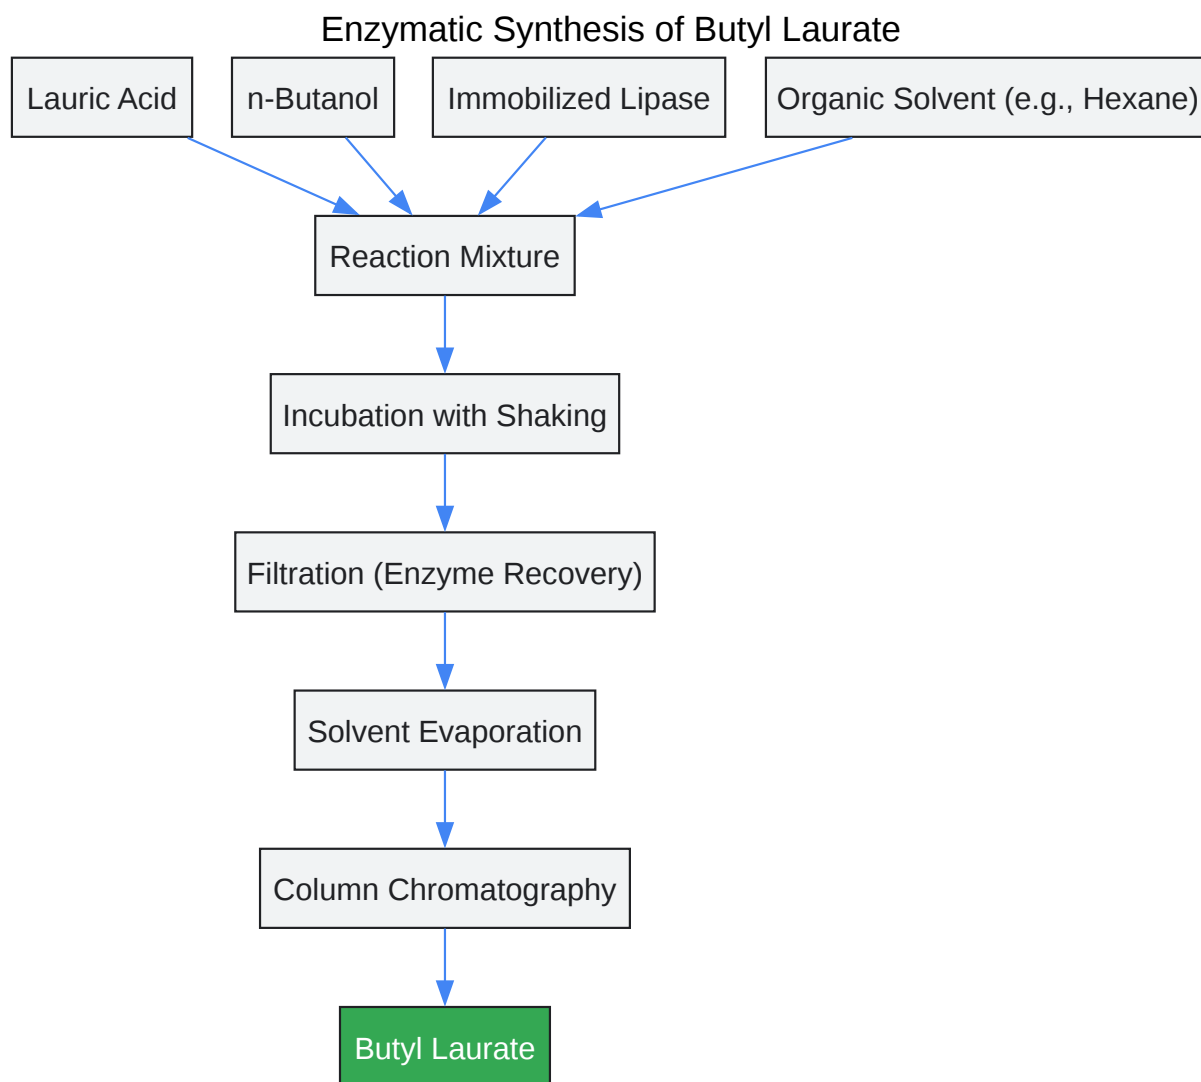 Enzymatic Synthesis of Butyl Laurate
Lauric Acid
n-Butanol
Immobilized Lipase
Organic Solvent (e.g., Hexane)
Reaction Mixture
Incubation with Shaking
Filtration (Enzyme Recovery)
Solvent Evaporation
Column Chromatography
Butyl Laurate